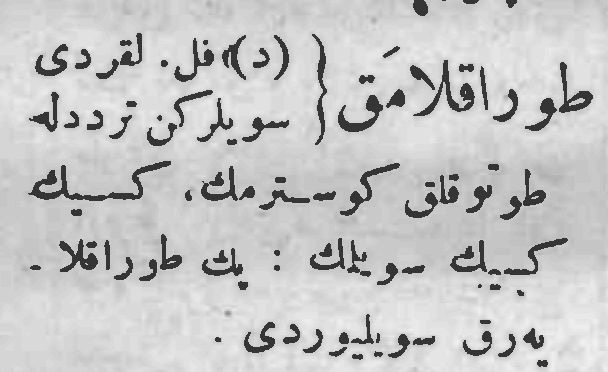 طوراقلامَق { (د) فل. لقردی
سویلرکن ترددله
طوتوقلق کوسترمك، کسیك
کسیك سویلمك : پك طوراقلا ـ
یه‌رق سویلیوردی .